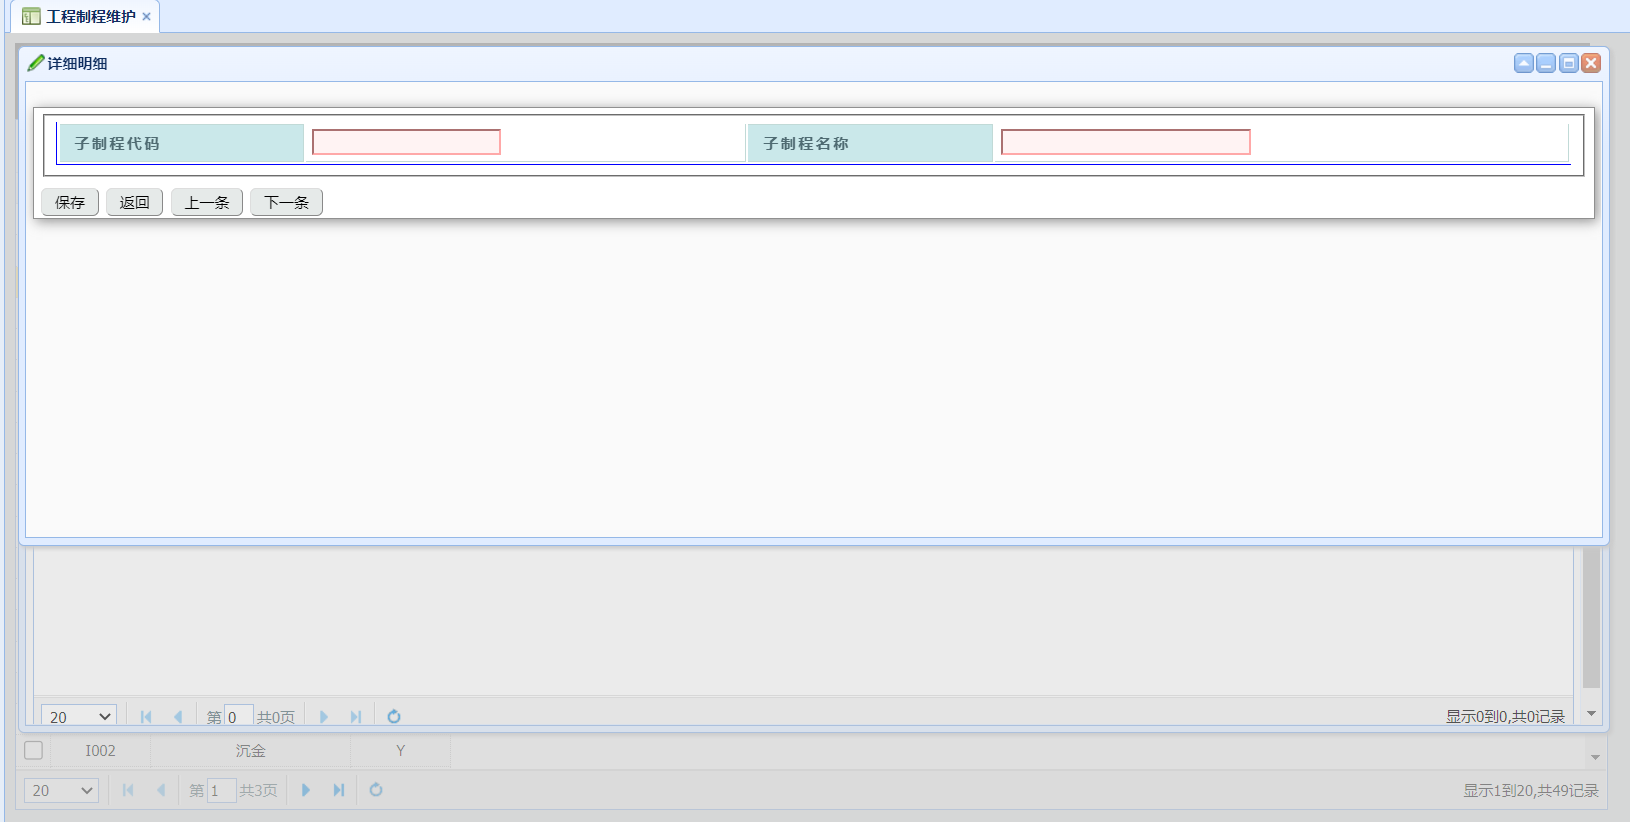 工程制程维护
详细明细
子制程代码 子制程名称
保存 返回 上一条 下一条
20 第 0 共0页 显示0到0,共0记录
I002 沉金 Y
20 第 1 共3页 显示1到20,共49记录